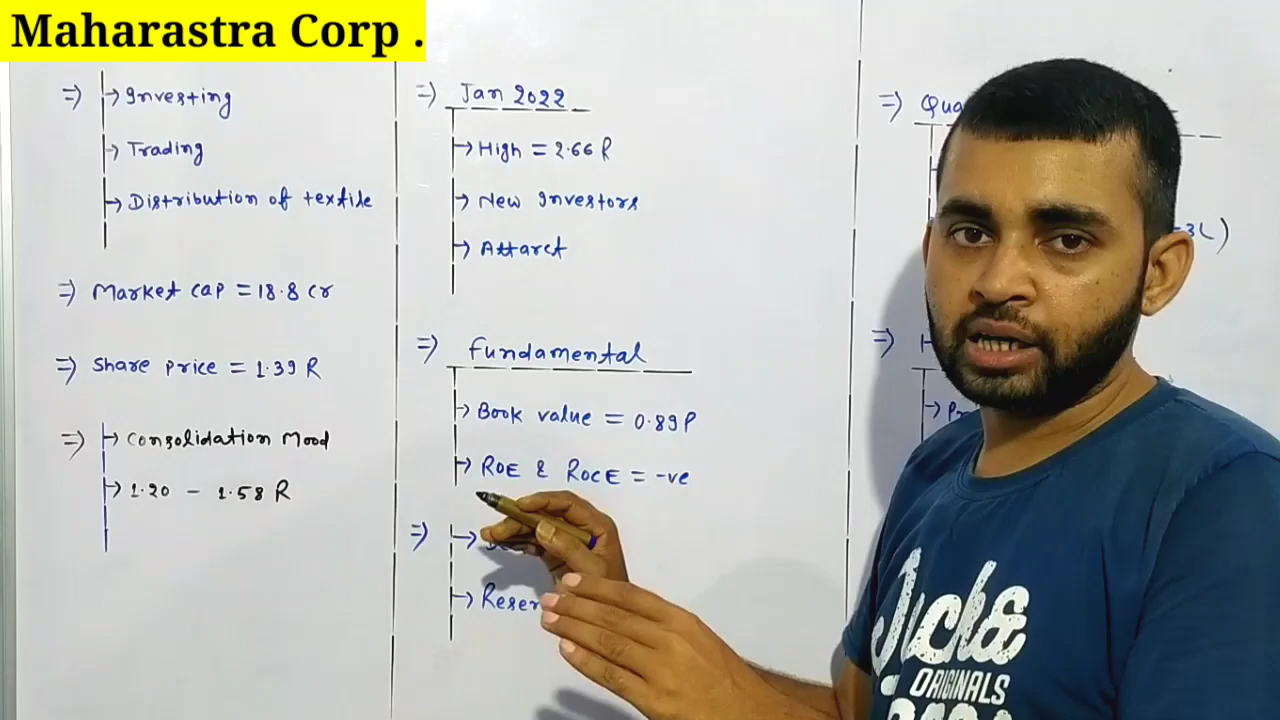 Maharastra Corp .
⇒ → Investing
→ Trading
→ Distribution of textile
⇒ Market cap = 18.8 cr
⇒ Share price = 1.39 R
⇒ → Consolidation Mood
→ 1.20 - 1.58 R
⇒ Jan 2022
→ High = 2.66 R
→ New Investors
→ Attarct
⇒ Fundamental
→ Book value = 0.89 P
→ ROE & ROCE = -ve
⇒ →
→
⇒
-3L)
⇒
→
Jack&
ORIGINALS